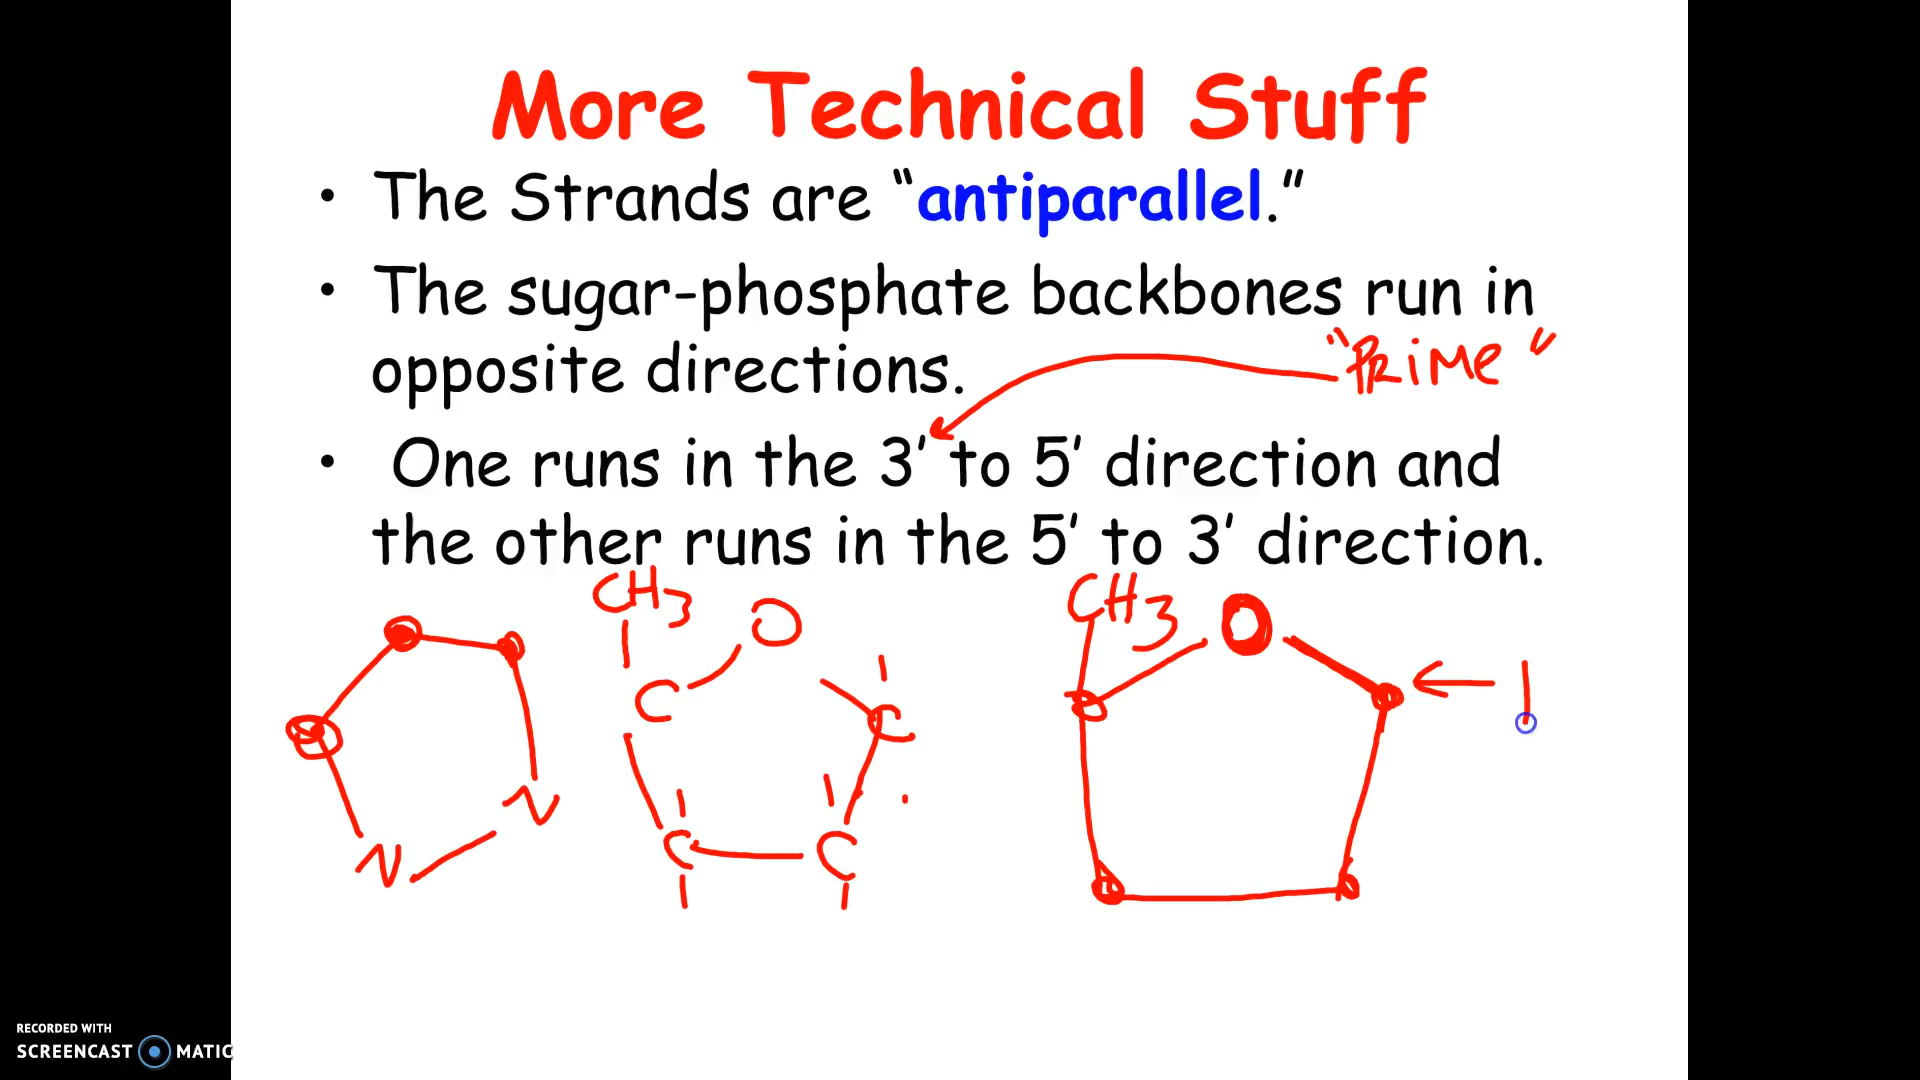 More Technical Stuff
• The Strands are “antiparallel.”
• The sugar-phosphate backbones run in
opposite directions.
"PRiME"
• One runs in the 3’ to 5’ direction and
the other runs in the 5’ to 3’ direction.
CH3 O
CH3 O
C C
1
N
N C C
RECORDED WITH
SCREENCAST MATIC